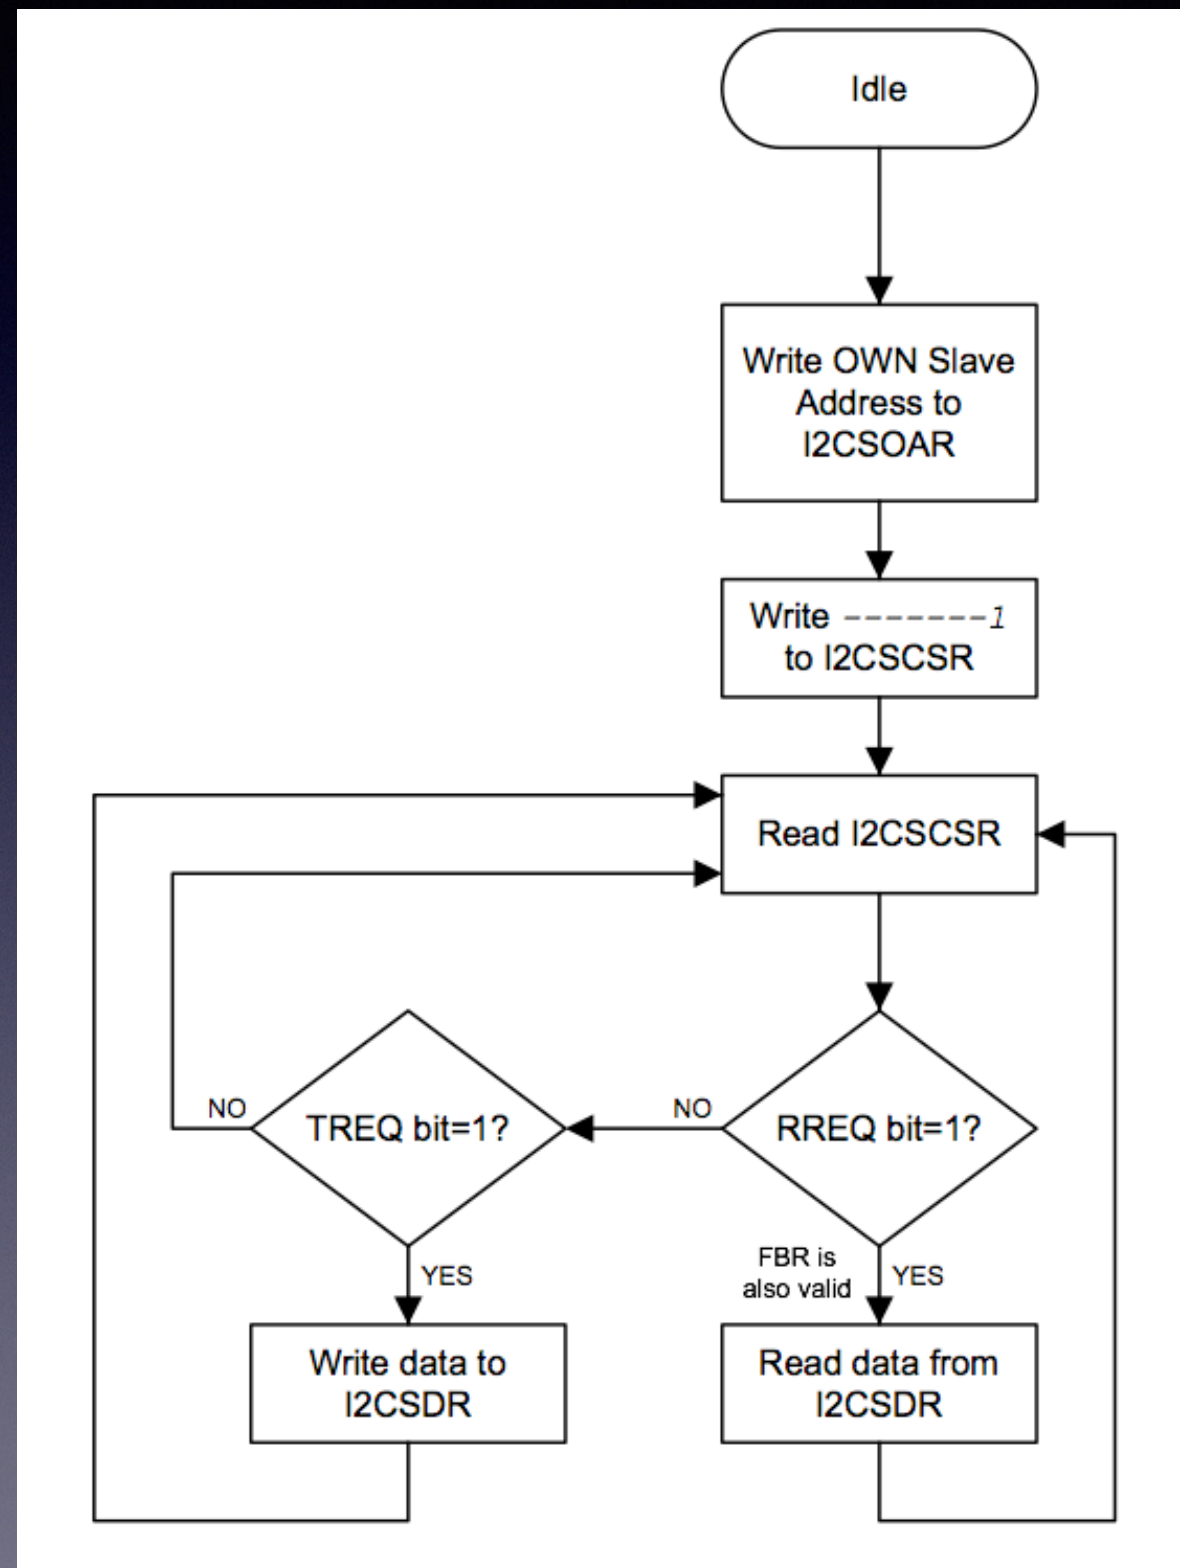 Idle
Write OWN Slave
Address to
I2CSOAR
Write -------1
to I2CSCSR
Read I2CSCSR
NO
TREQ bit=1?
NO
RREQ bit=1?
YES
FBR is
also valid
YES
Write data to
I2CSDR
Read data from
I2CSDR